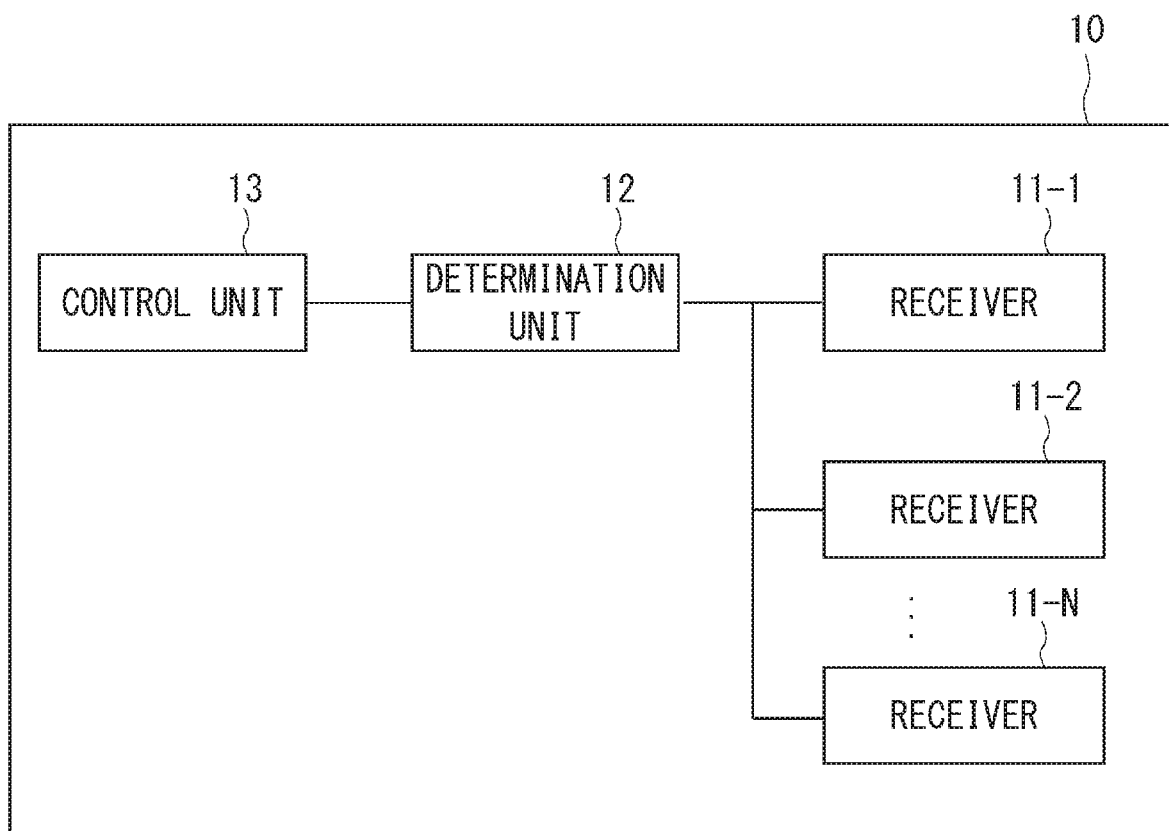 10
13
12
11-1
CONTROL UNIT
DETERMINATION
UNIT
RECEIVER
11-2
RECEIVER
11-N
RECEIVER